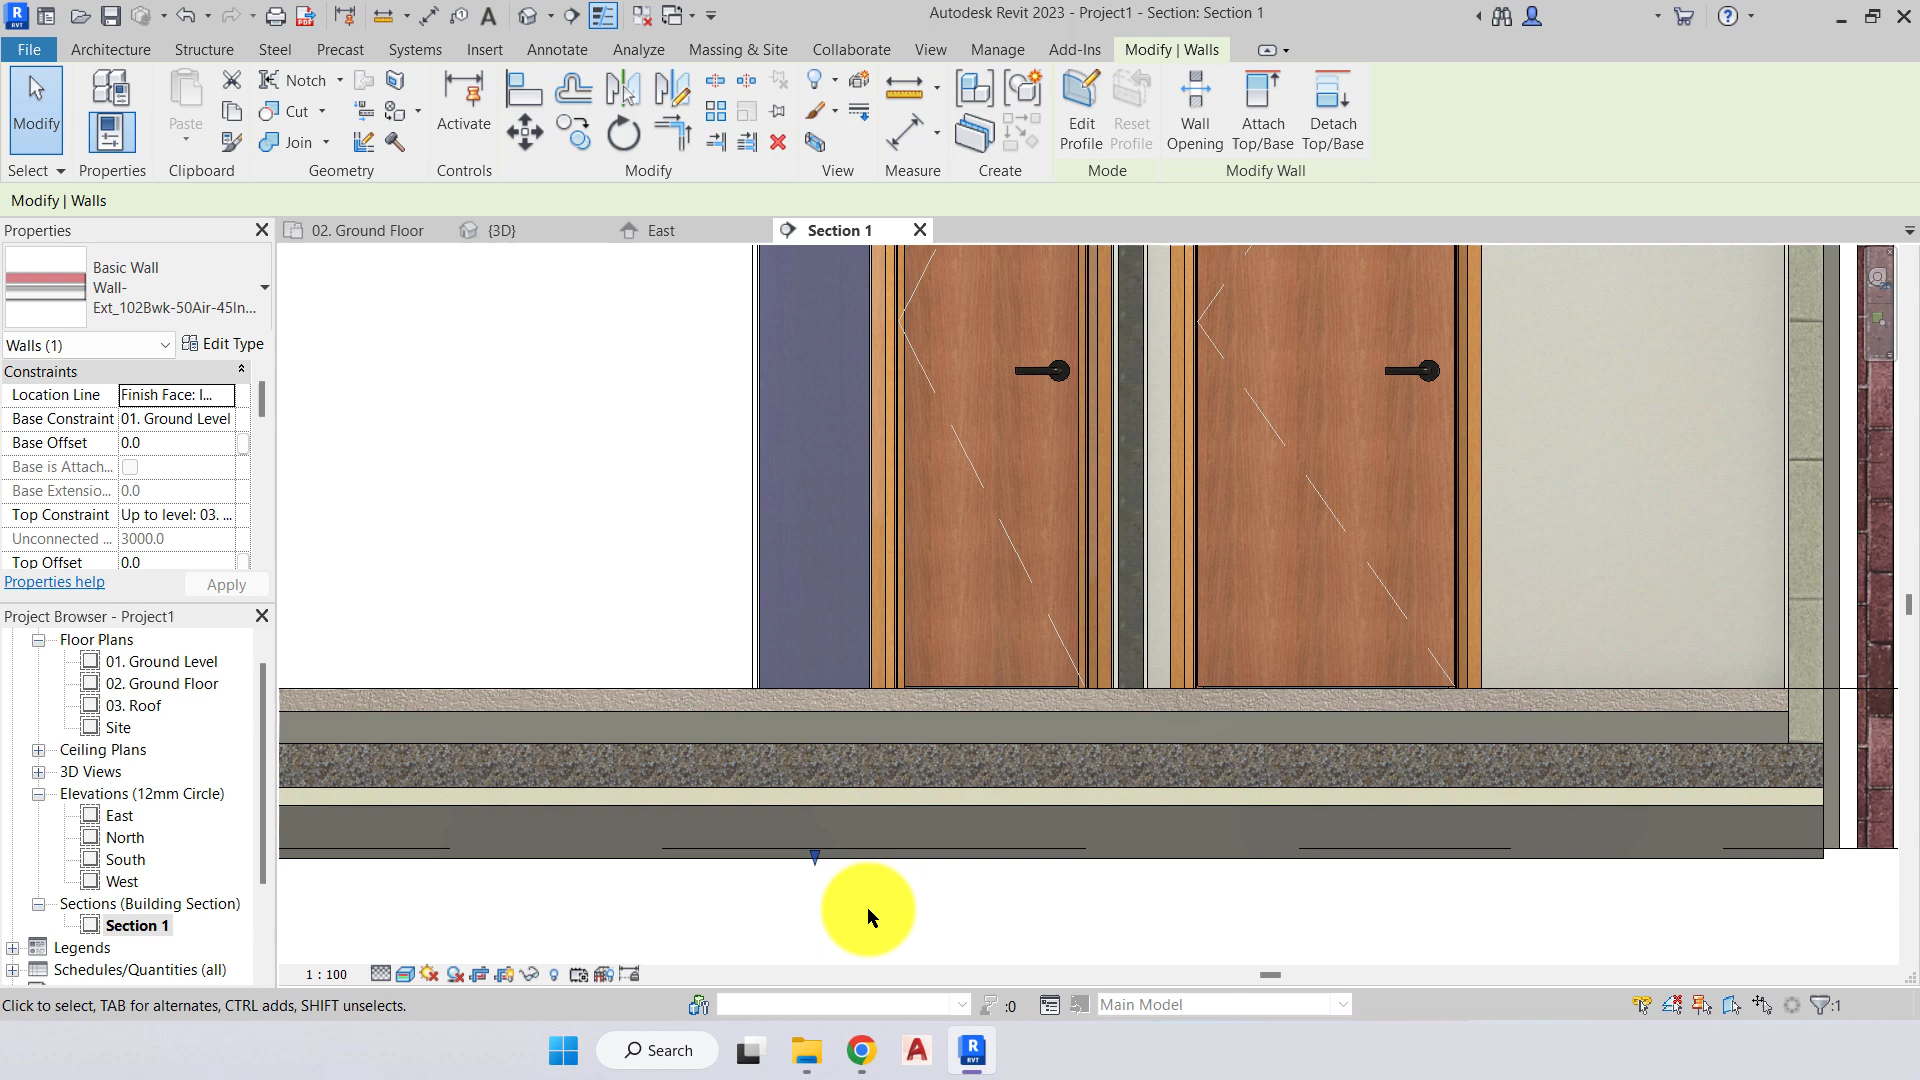 Autodesk Revit 2023 - Project1 - Section: Section 1
File
Architecture
Structure
Steel
Precast
Systems
Insert
Annotate
Analyze
Massing & Site
Collaborate
View
Manage
Add-Ins
Modify | Walls
Modify
Paste
Notch
Cut
Join
Activate
Edit Profile
Reset Profile
Wall Opening
Attach Top/Base
Detach Top/Base
Select
Properties
Clipboard
Geometry
Controls
Modify
View
Measure
Create
Mode
Modify Wall
Modify | Walls
Properties
02. Ground Floor
{3D}
East
Section 1
Basic Wall
Wall-
Ext_102Bwk-50Air-45In...
Walls (1)
Edit Type
Constraints
Location Line Finish Face: I...
Base Constraint 01. Ground Level
Base Offset 0.0
Base is Attach...
Base Extensio... 0.0
Top Constraint Up to level: 03. ...
Unconnected ... 3000.0
Top Offset 0.0
Properties help
Apply
Project Browser - Project1
Floor Plans
01. Ground Level
02. Ground Floor
03. Roof
Site
Ceiling Plans
3D Views
Elevations (12mm Circle)
East
North
South
West
Sections (Building Section)
Section 1
Legends
Schedules/Quantities (all)
1 : 100
Click to select, TAB for alternates, CTRL adds, SHIFT unselects.
:0
Main Model
:1
Search
R
RVT